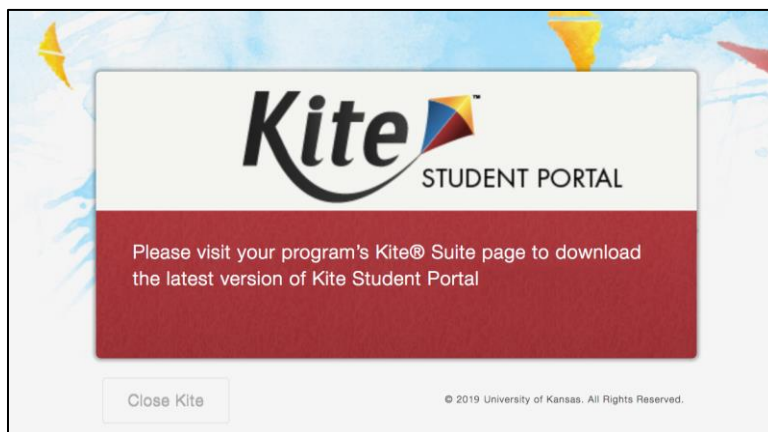 Kite™
STUDENT PORTAL
Please visit your program's Kite® Suite page to download
the latest version of Kite Student Portal
Close Kite
© 2019 University of Kansas. All Rights Reserved.